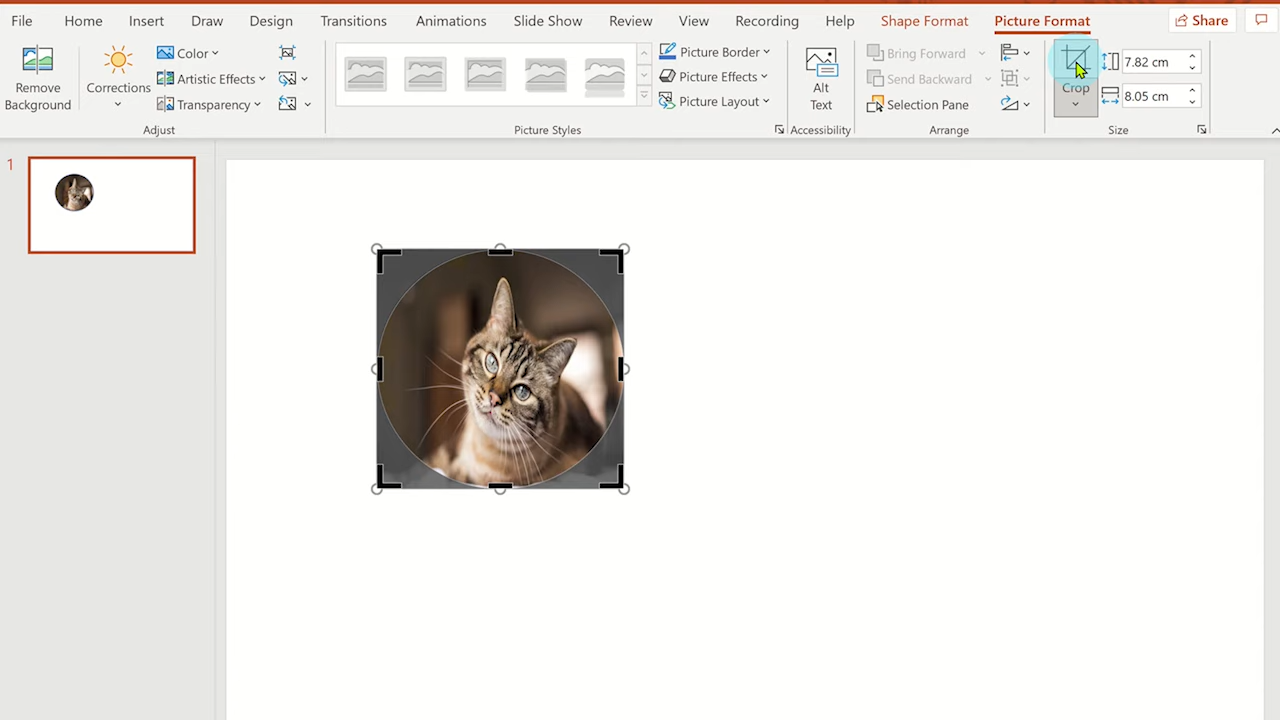 File Home Insert Draw Design Transitions Animations Slide Show Review View Recording Help Shape Format Picture Format Share
Remove Background
Corrections
Color
Artistic Effects
Transparency
Adjust
Picture Styles
Picture Border
Picture Effects
Picture Layout
Alt Text
Accessibility
Bring Forward
Send Backward
Selection Pane
Arrange
Crop
7.82 cm
8.05 cm
Size
1